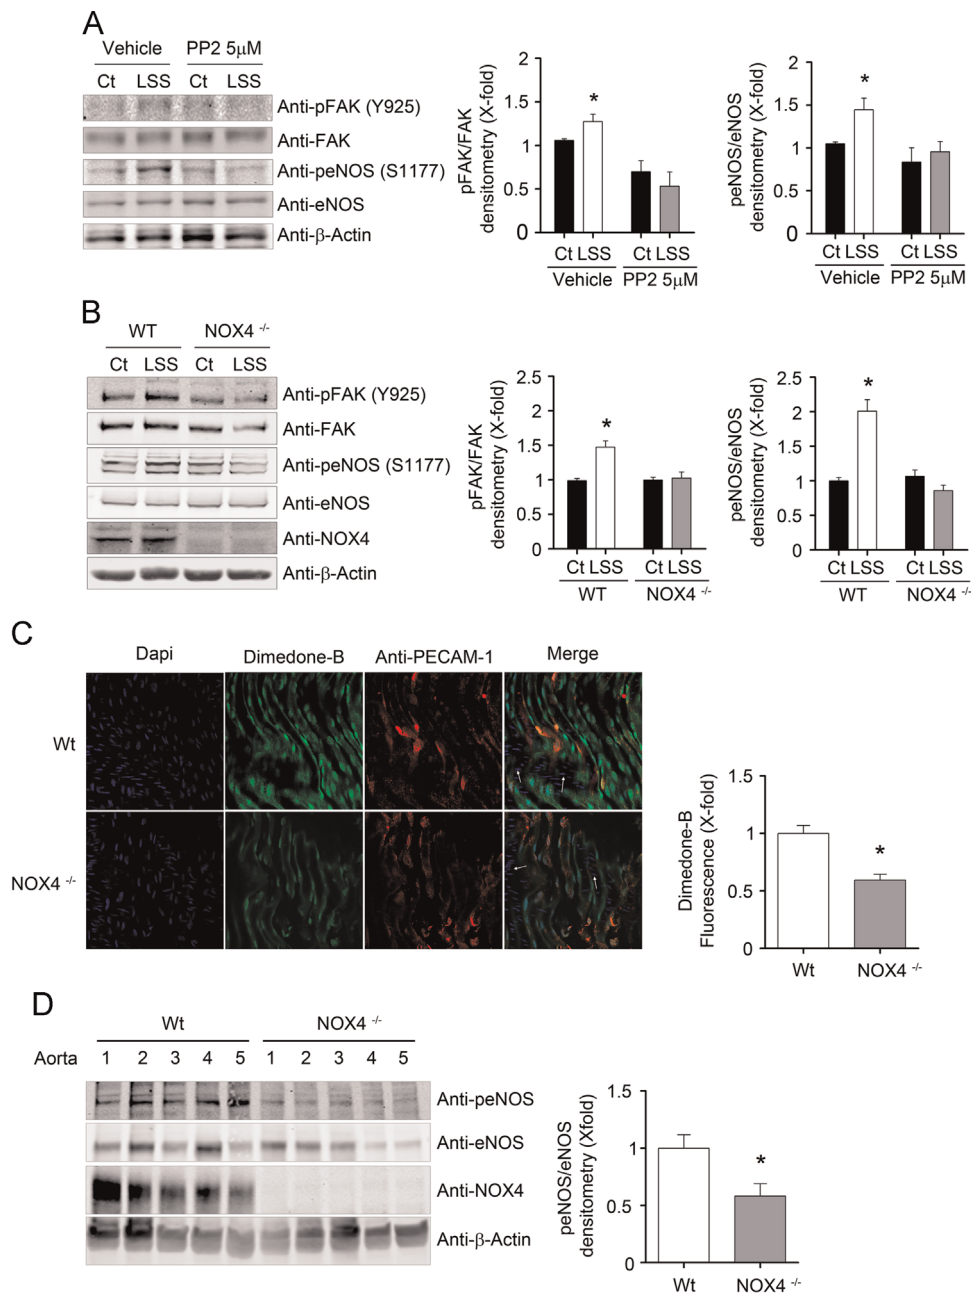 A
Vehicle PP2 5μM
Ct LSS Ct LSS
Anti-pFAK (Y925)
Anti-FAK
Anti-peNOS (S1177)
Anti-eNOS
Anti-β-Actin
pFAK/FAK
densitometry (X-fold)
2
1.5
1
0.5
0
*
Ct LSS Ct LSS
Vehicle PP2 5μM
peNOS/eNOS
densitometry (X-fold)
2
1.5
1
0.5
0
*
Ct LSS Ct LSS
Vehicle PP2 5μM
B
WT NOX4 -/-
Ct LSS Ct LSS
Anti-pFAK (Y925)
Anti-FAK
Anti-peNOS (S1177)
Anti-eNOS
Anti-NOX4
Anti-β-Actin
pFAK/FAK
densitometry (X-fold)
2.5
2
1.5
1
0.5
0
*
Ct LSS Ct LSS
WT NOX4 -/-
peNOS/eNOS
densitometry (X-fold)
2.5
2
1.5
1
0.5
0
*
Ct LSS Ct LSS
WT NOX4 -/-
C
Dapi Dimedone-B Anti-PECAM-1 Merge
Wt
NOX4 -/-
Dimedone-B
Fluorescence (X-fold)
1.5
1
0.5
0
*
Wt NOX4 -/-
D
Wt NOX4 -/-
Aorta 1 2 3 4 5 1 2 3 4 5
Anti-peNOS
Anti-eNOS
Anti-NOX4
Anti-β-Actin
peNOS/eNOS
densitometry (Xfold)
1.5
1
0.5
0
*
Wt NOX4 -/-